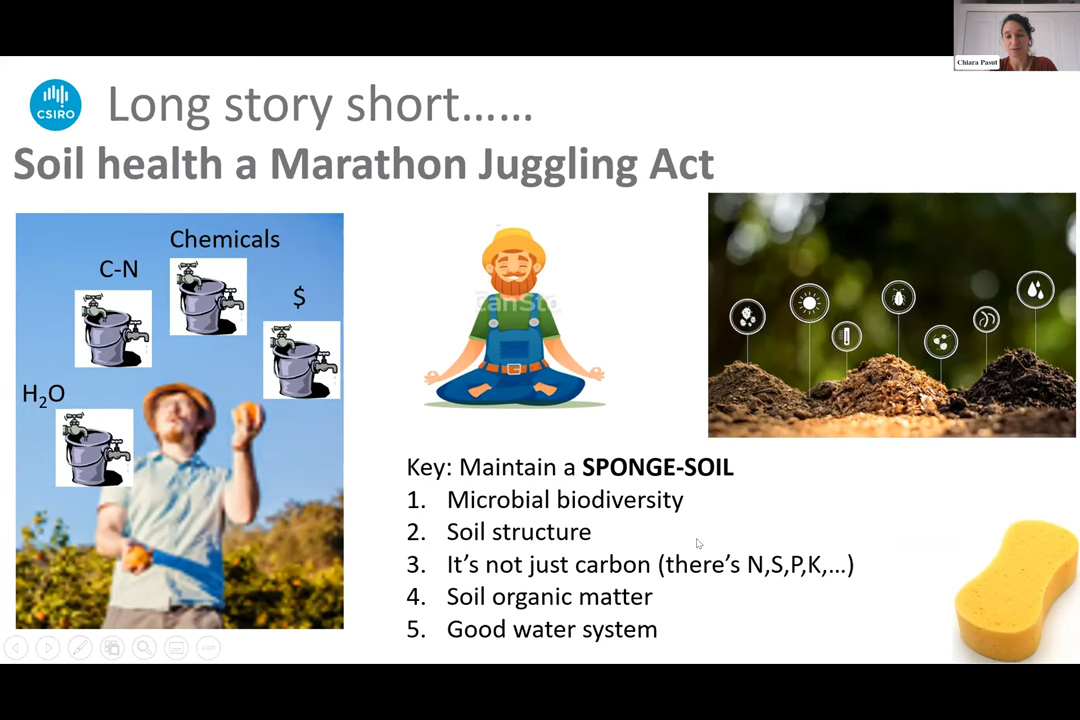 Chiara Pasut
CSIRO
Long story short……
Soil health a Marathon Juggling Act
Chemicals
C-N
$
H₂O
CanSto
Key: Maintain a SPONGE-SOIL
1. Microbial biodiversity
2. Soil structure
3. It's not just carbon (there's N,S,P,K,…)
4. Soil organic matter
5. Good water system